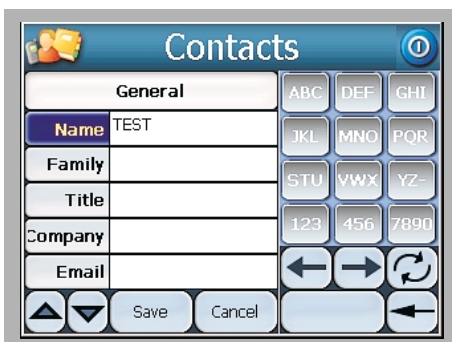 Contacts
General
Name TEST
Family
Title
Company
Email
Save Cancel
ABC DEF GHI
JKL MNO PQR
STU VWX YZ-
123 456 7890